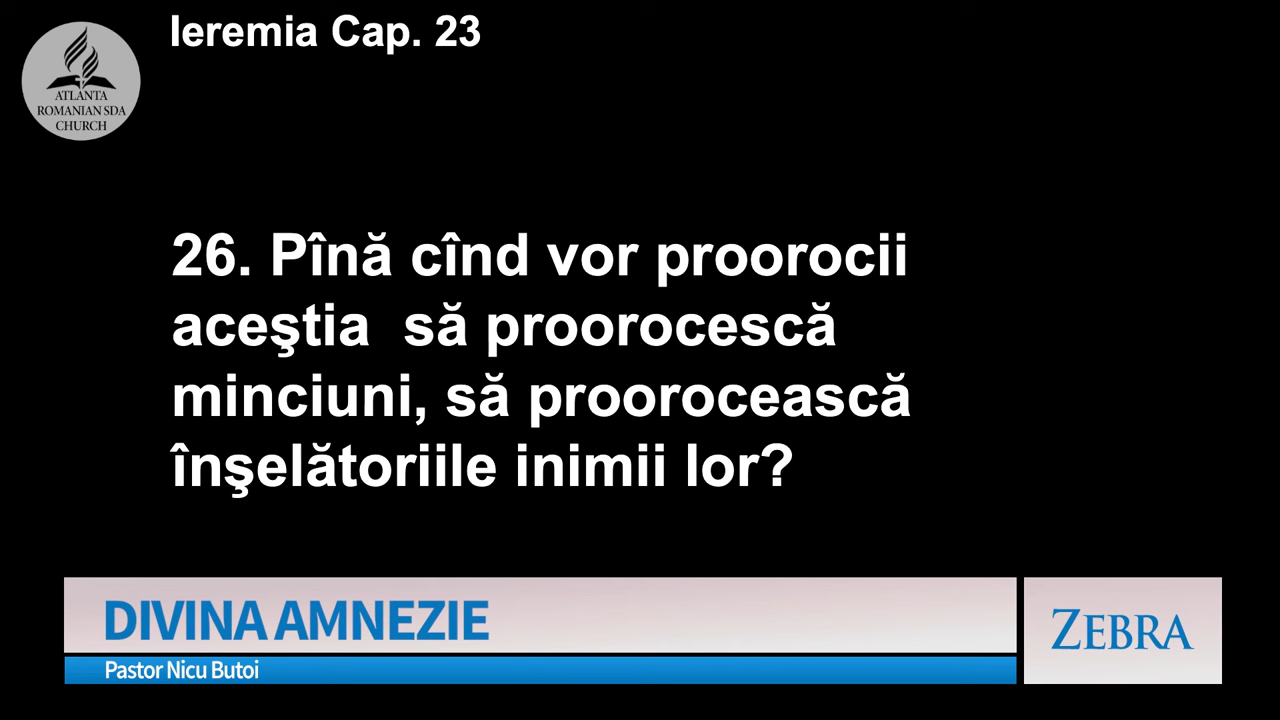 Ieremia Cap. 23
ATLANTA
ROMANIAN SDA
CHURCH
26. Pînă cînd vor proorocii
aceştia  să proorocescă
minciuni, să proorocească
înşelătoriile inimii lor?
DIVINA AMNEZIE
Pastor Nicu Butoi
ZEBRA